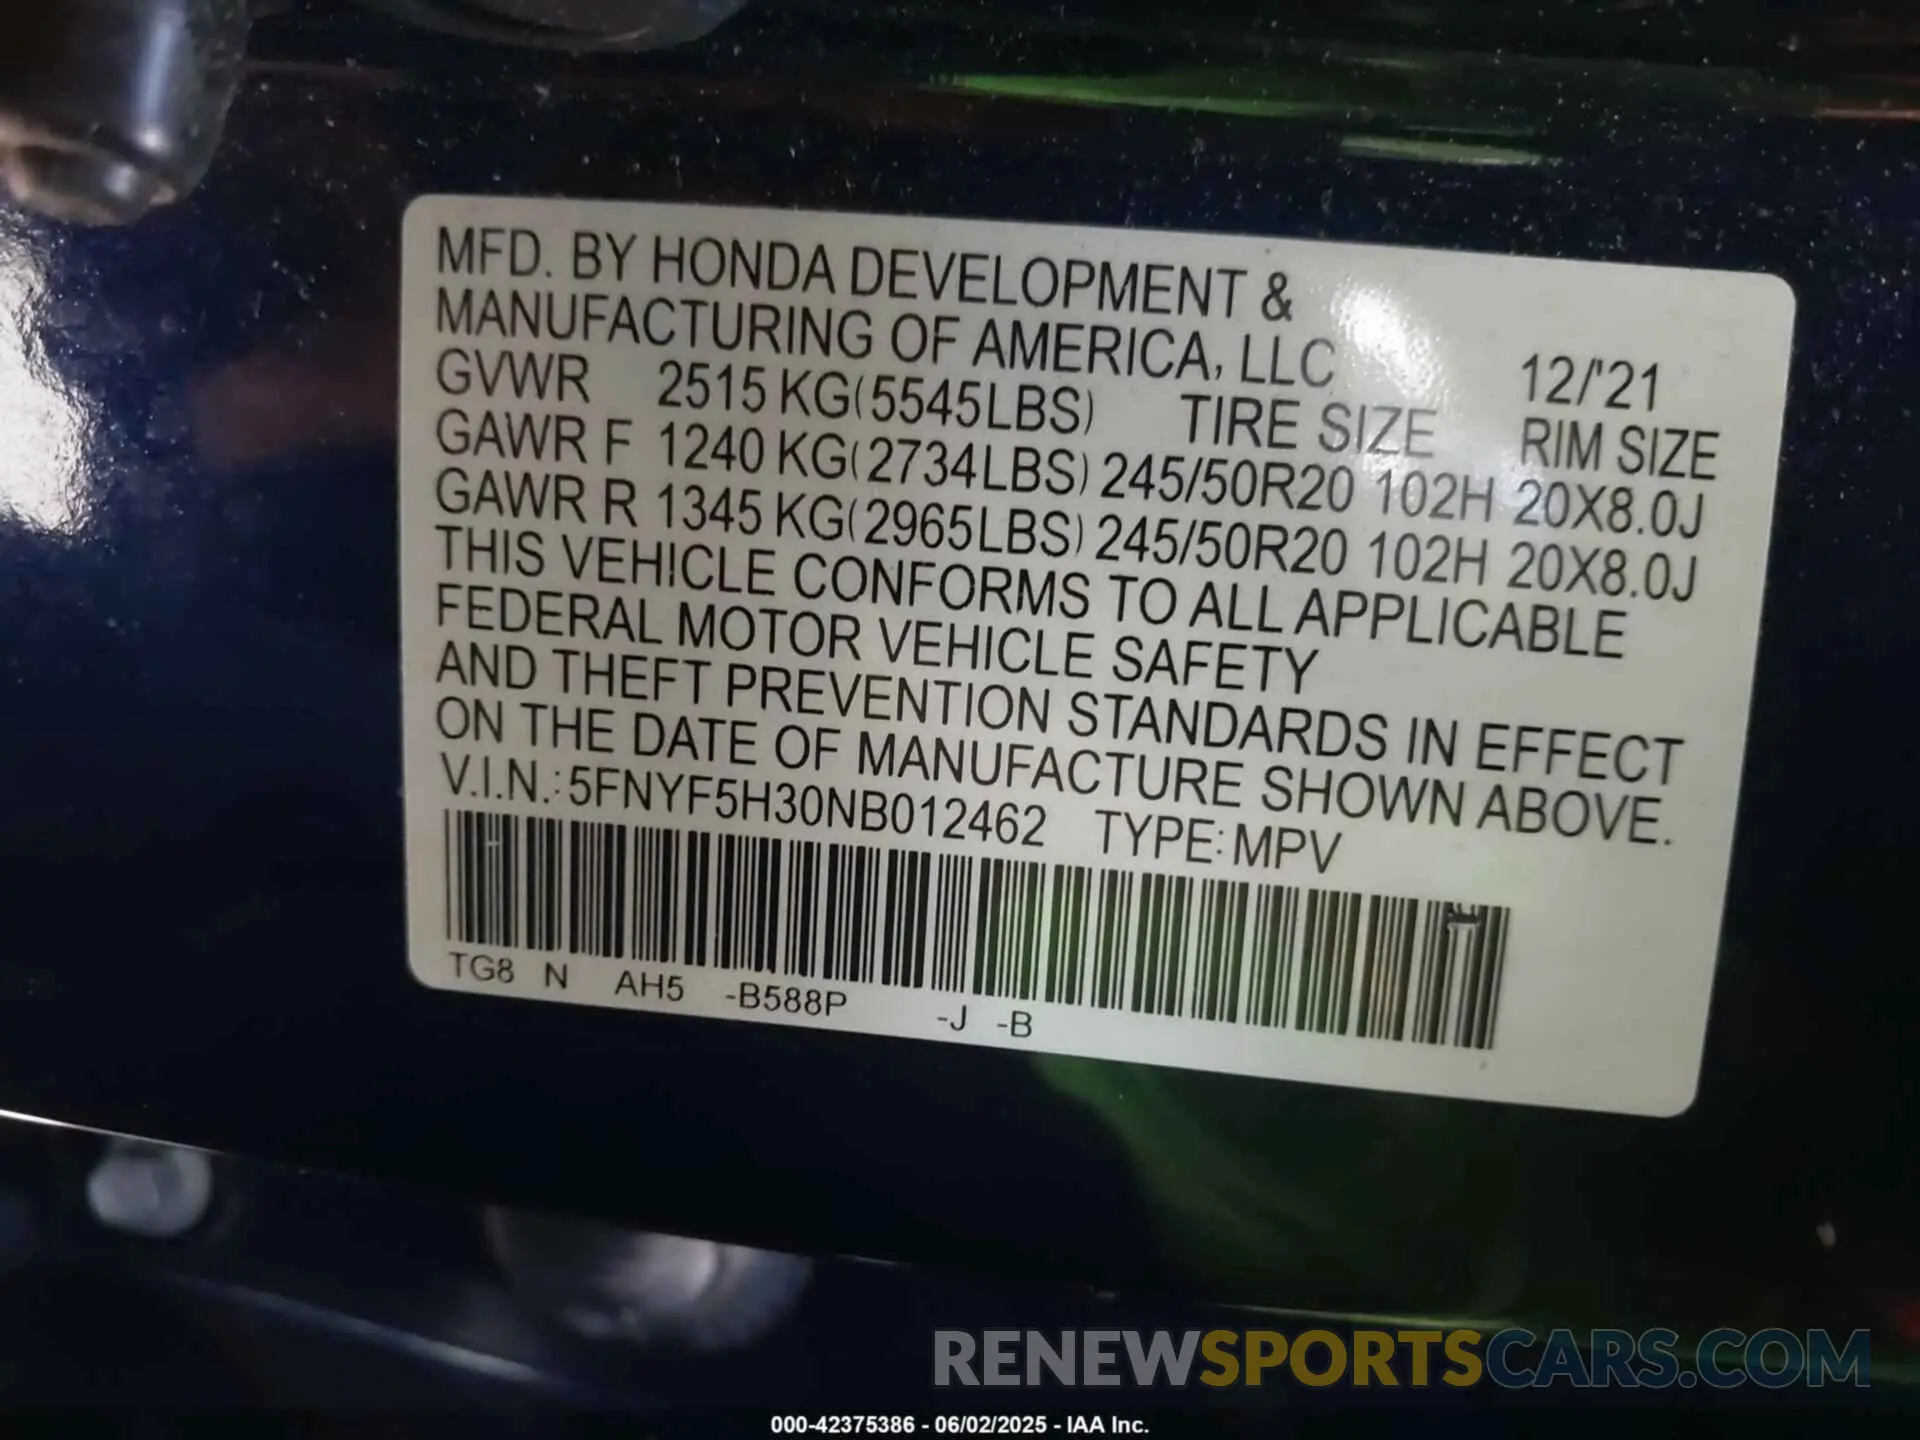 MFD. BY HONDA DEVELOPMENT &
MANUFACTURING OF AMERICA, LLC 12/'21
GVWR 2515 KG(5545LBS) TIRE SIZE RIM SIZE
GAWR F 1240 KG(2734LBS) 245/50R20 102H 20X8.0J
GAWR R 1345 KG(2965LBS) 245/50R20 102H 20X8.0J
THIS VEHICLE CONFORMS TO ALL APPLICABLE
FEDERAL MOTOR VEHICLE SAFETY
AND THEFT PREVENTION STANDARDS IN EFFECT
ON THE DATE OF MANUFACTURE SHOWN ABOVE.
V.I.N.: 5FNYF5H30NB012462 TYPE: MPV
TG8 N AH5 -B588P -J -B
RENEWSPORTSCARS.COM
000-42375386 - 06/02/2025 - IAA Inc.